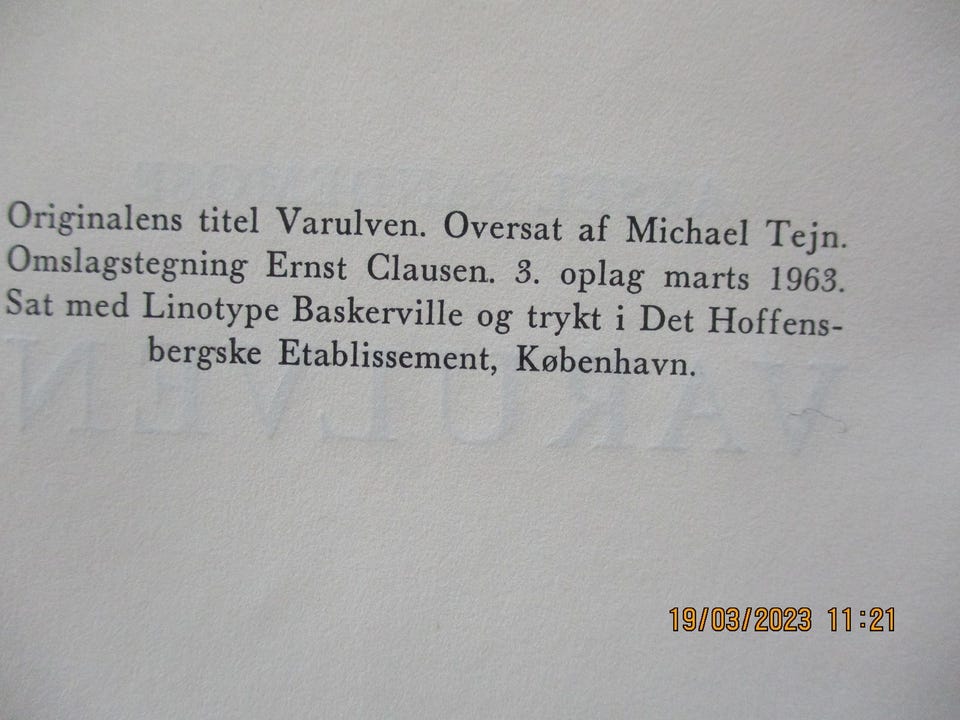 Originalens titel Varulven. Oversat af Michael Tejn.
Omslagstegning Ernst Clausen. 3. oplag marts 1963.
Sat med Linotype Baskerville og trykt i Det Hoffens-
bergske Etablissement, København.
VARULVEN
19/03/2023 11:21